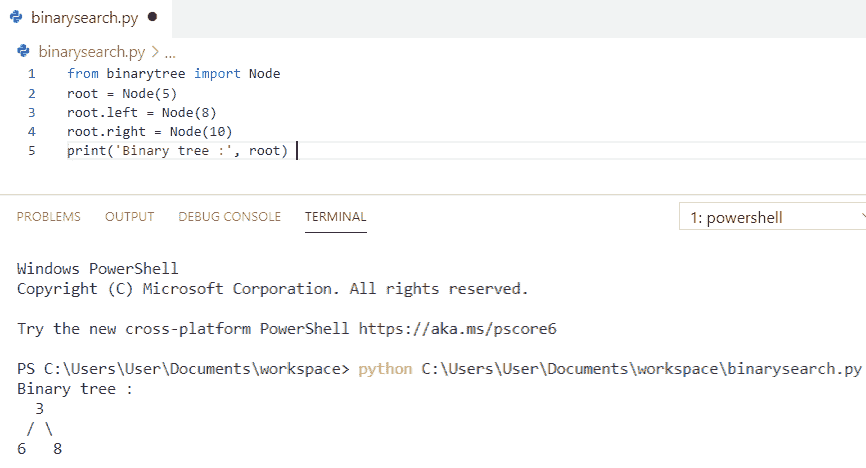 binarysearch.py ●
binarysearch.py > ...
1 from binarytree import Node
2 root = Node(5)
3 root.left = Node(8)
4 root.right = Node(10)
5 print('Binary tree :', root)
PROBLEMS OUTPUT DEBUG CONSOLE TERMINAL 1: powershell
Windows PowerShell
Copyright (C) Microsoft Corporation. All rights reserved.
Try the new cross-platform PowerShell https://aka.ms/pscore6
PS C:\Users\User\Documents\workspace> python C:\Users\User\Documents\workspace\binarysearch.py
Binary tree :
  3
 / \
6   8